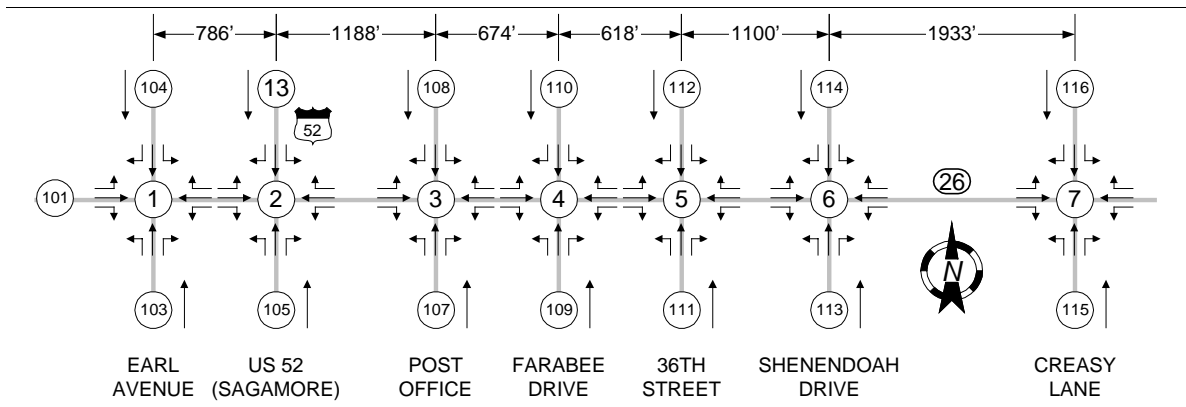 786’ 1188’ 674’ 618’ 1100’ 1933’
104 13 108 110 112 114 116
52
101 1 2 3 4 5 6 26 7
N
103 105 107 109 111 113 115
EARL AVENUE
US 52 (SAGAMORE)
POST OFFICE
FARABEE DRIVE
36TH STREET
SHENENDOAH DRIVE
CREASY LANE